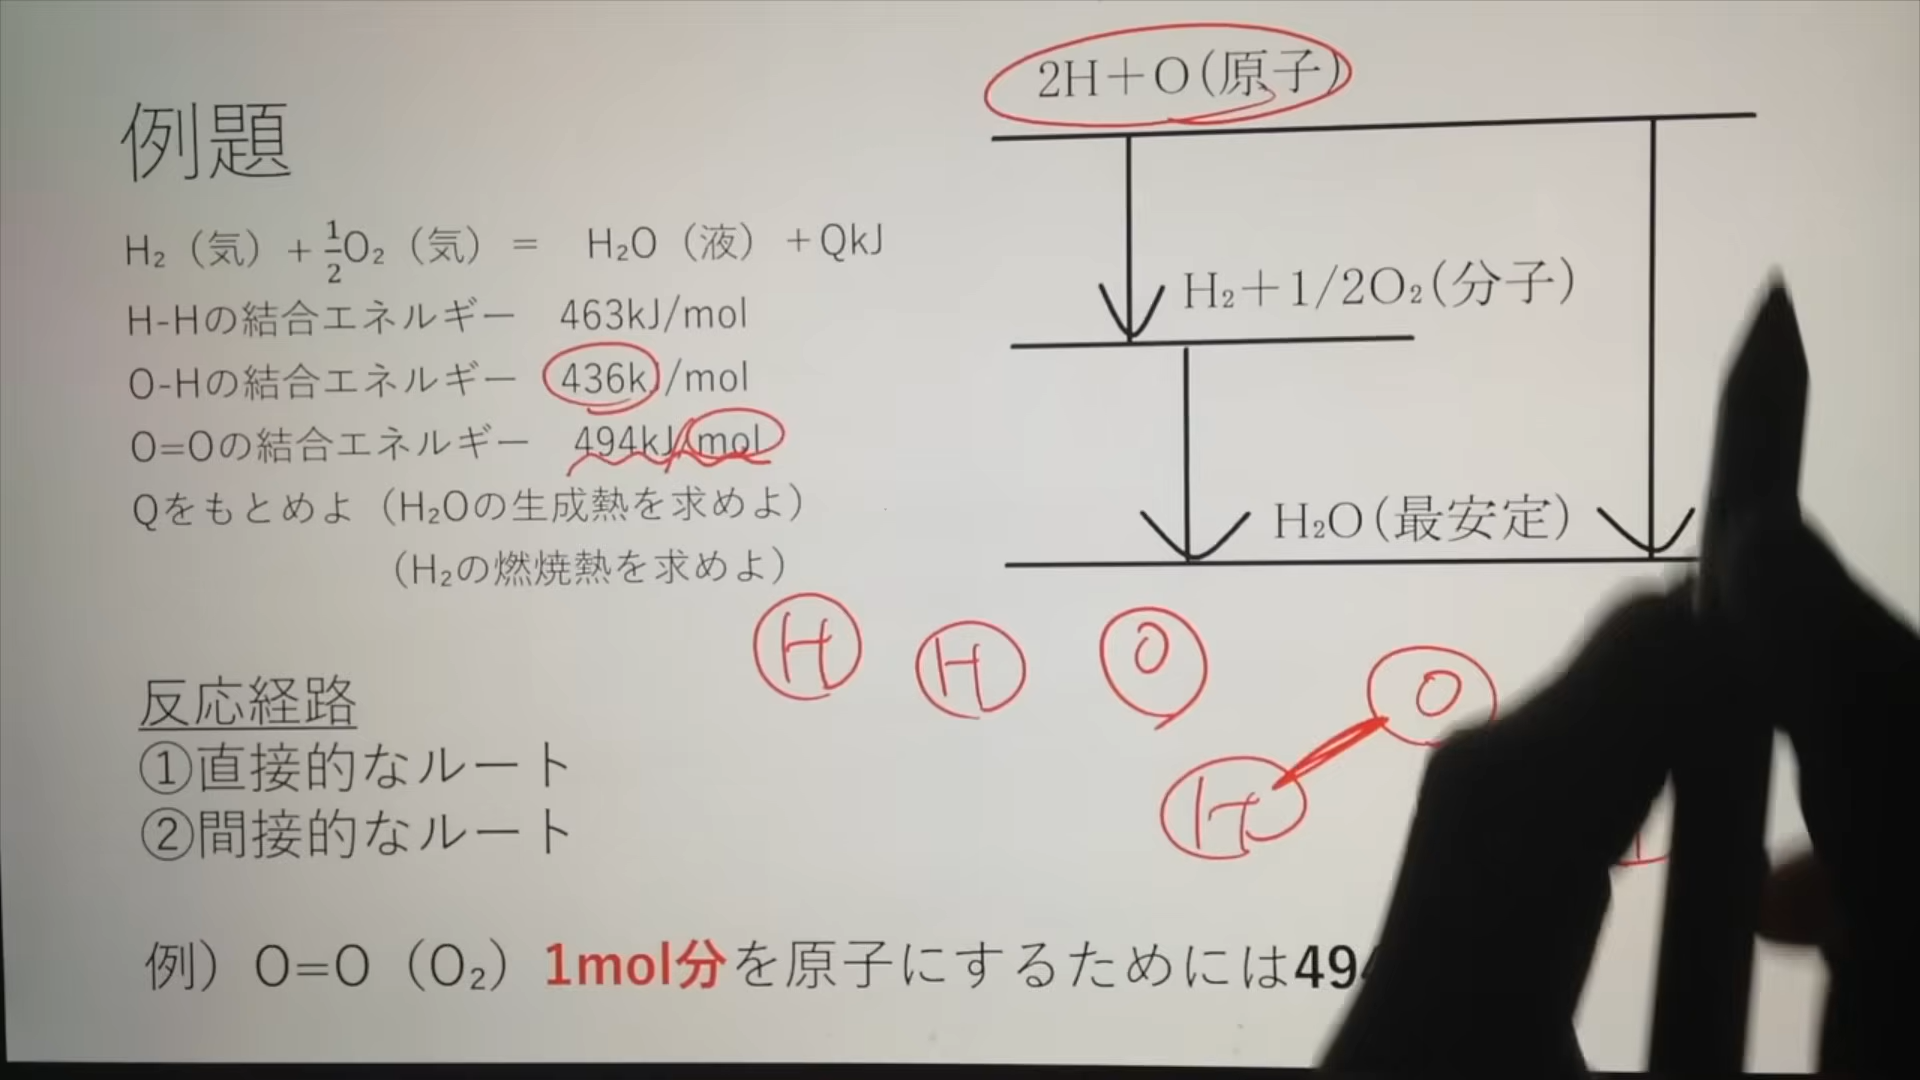 例題
H₂（気）+ 1/2 O₂（気）=　H₂O（液）+QkJ
H-Hの結合エネルギー　463kJ/mol
O-Hの結合エネルギー　436k /mol
O=Oの結合エネルギー　494kJ/mol
Qをもとめよ（H₂Oの生成熱を求めよ）
（H₂の燃焼熱を求めよ）
反応経路
①直接的なルート
②間接的なルート
例）O=O（O₂）1mol分を原子にするためには494
2H+O(原子)
H₂+1/2O₂(分子)
H₂O(最安定)
H H O
O
H